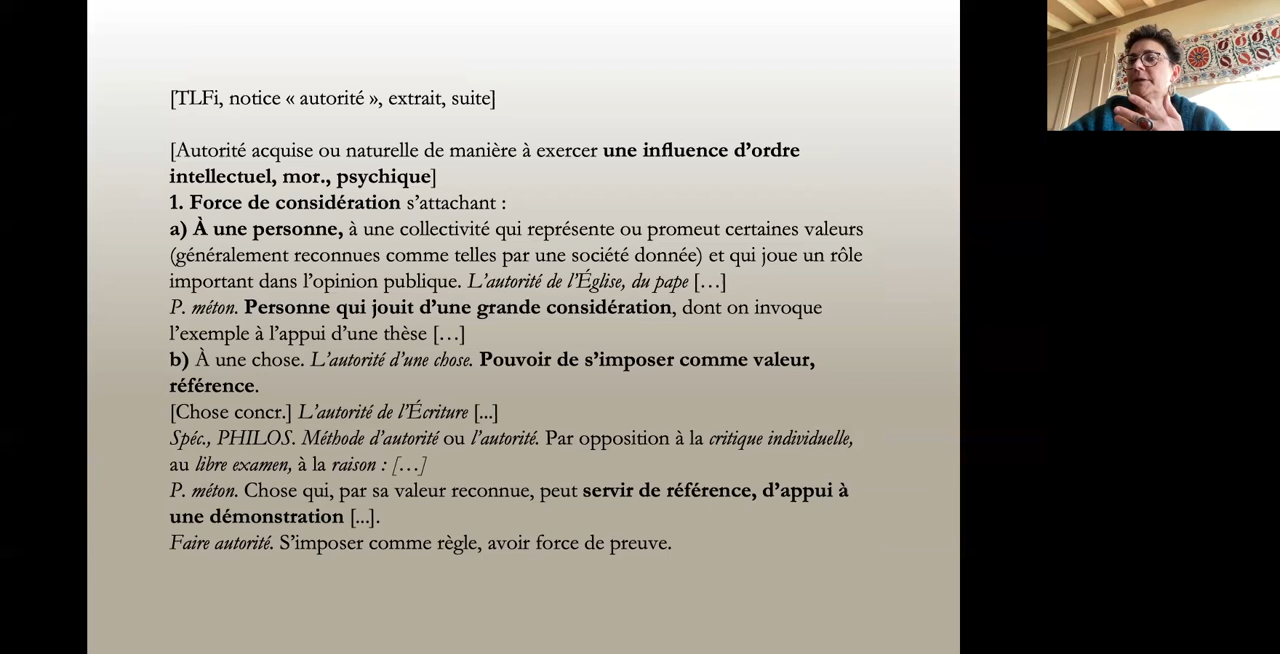 [TLFi, notice « autorité », extrait, suite]
[Autorité acquise ou naturelle de manière à exercer une influence d’ordre
intellectuel, mor., psychique]
1. Force de considération s’attachant :
a) À une personne, à une collectivité qui représente ou promeut certaines valeurs
(généralement reconnues comme telles par une société donnée) et qui joue un rôle
important dans l’opinion publique. L’autorité de l’Église, du pape […]
P. méton. Personne qui jouit d’une grande considération, dont on invoque
l’exemple à l’appui d’une thèse […]
b) À une chose. L’autorité d’une chose. Pouvoir de s’imposer comme valeur,
référence.
[Chose concr.] L’autorité de l’Écriture [...]
Spéc., PHILOS. Méthode d’autorité ou l’autorité. Par opposition à la critique individuelle,
au libre examen, à la raison : […]
P. méton. Chose qui, par sa valeur reconnue, peut servir de référence, d’appui à
une démonstration [...].
Faire autorité. S’imposer comme règle, avoir force de preuve.